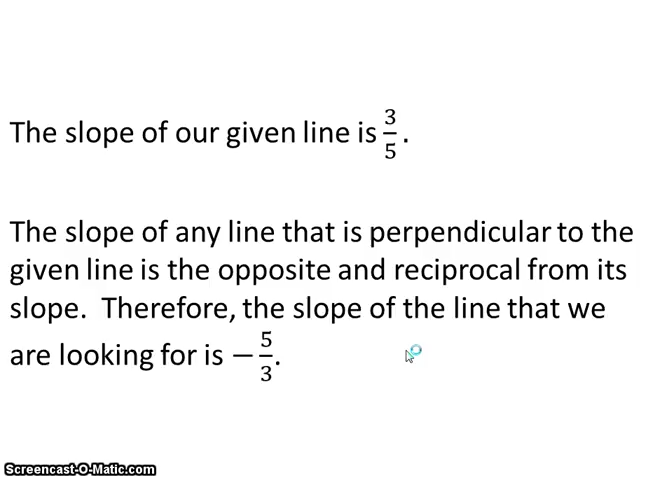 The slope of our given line is 3/5.
The slope of any line that is perpendicular to the
given line is the opposite and reciprocal from its
slope.  Therefore, the slope of the line that we
are looking for is −5/3.
Screencast-O-Matic.com